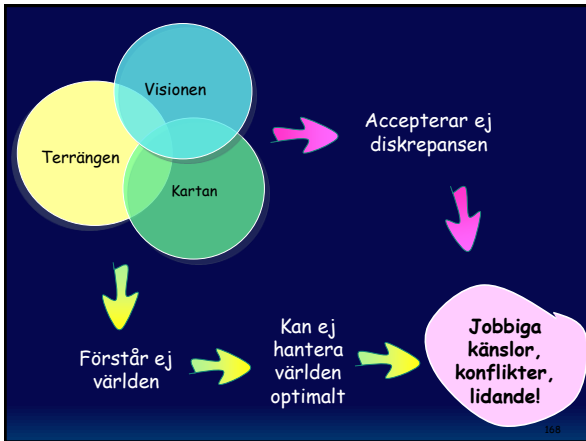 Visionen
Terrängen
Kartan
Accepterar ej
diskrepansen
Förstår ej
världen
Kan ej
hantera
världen
optimalt
Jobbiga
känslor,
konflikter,
lidande!
168